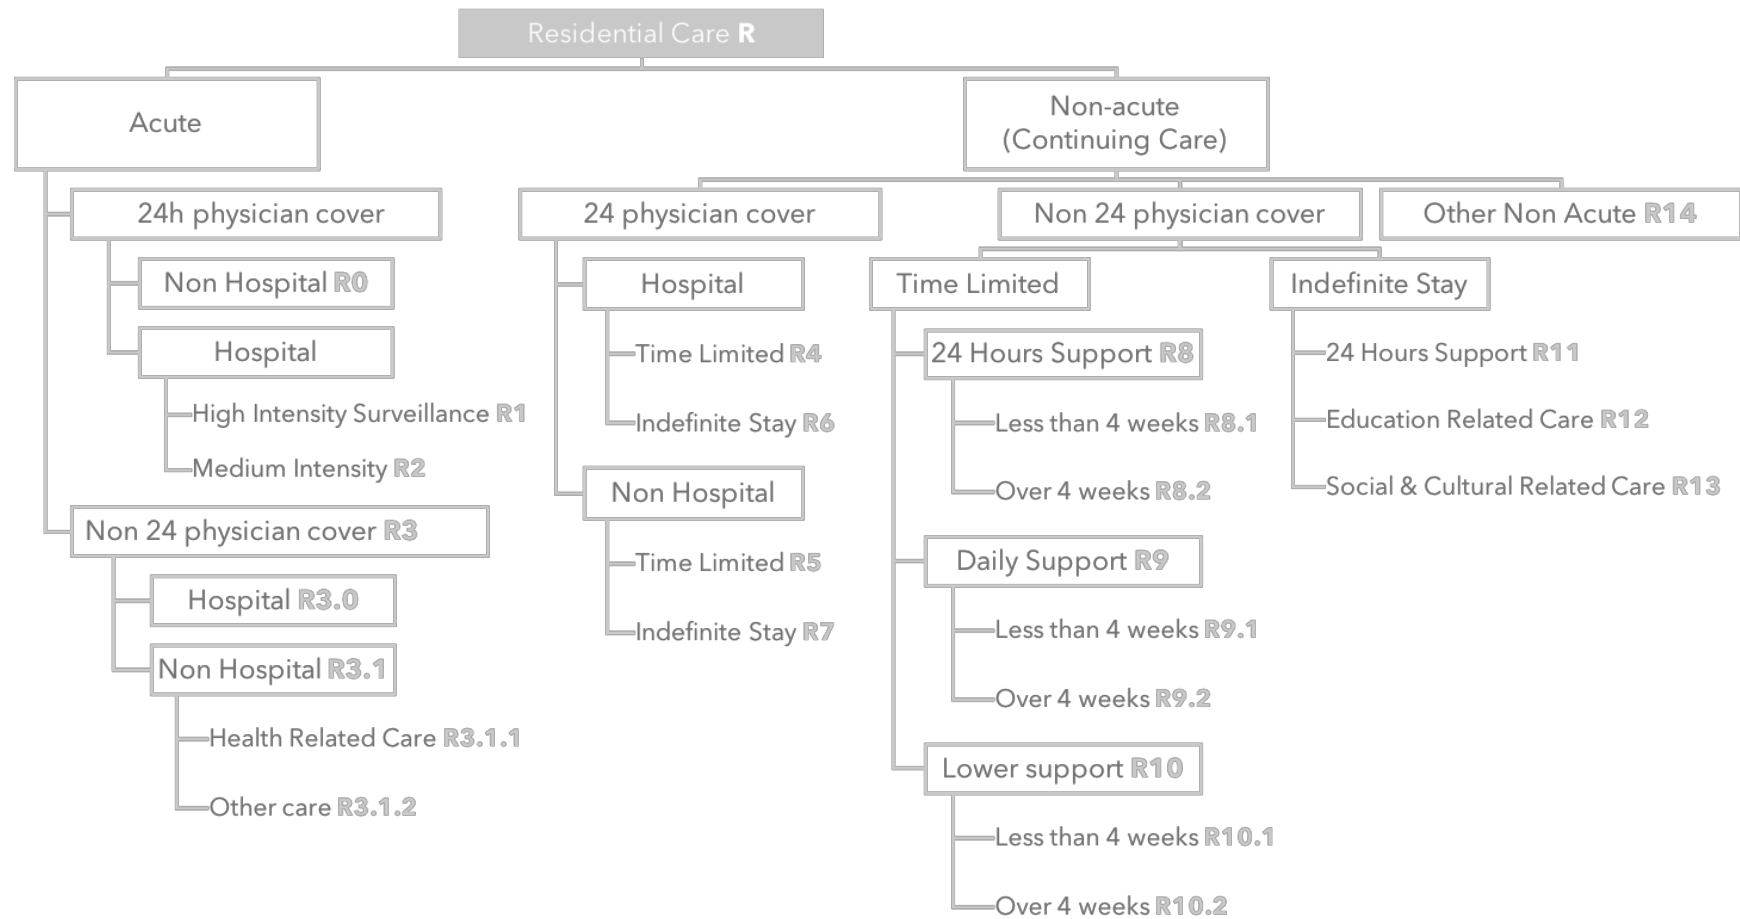 Residential Care R
Acute
24h physician cover
Non Hospital R0
Hospital
High Intensity Surveillance R1
Medium Intensity R2
Non 24 physician cover R3
Hospital R3.0
Non Hospital R3.1
Health Related Care R3.1.1
Other care R3.1.2
Non-acute
(Continuing Care)
24 physician cover
Hospital
Time Limited R4
Indefinite Stay R6
Non Hospital
Time Limited R5
Indefinite Stay R7
Non 24 physician cover
Time Limited
24 Hours Support R8
Less than 4 weeks R8.1
Over 4 weeks R8.2
Daily Support R9
Less than 4 weeks R9.1
Over 4 weeks R9.2
Lower support R10
Less than 4 weeks R10.1
Over 4 weeks R10.2
Indefinite Stay
24 Hours Support R11
Education Related Care R12
Social & Cultural Related Care R13
Other Non Acute R14